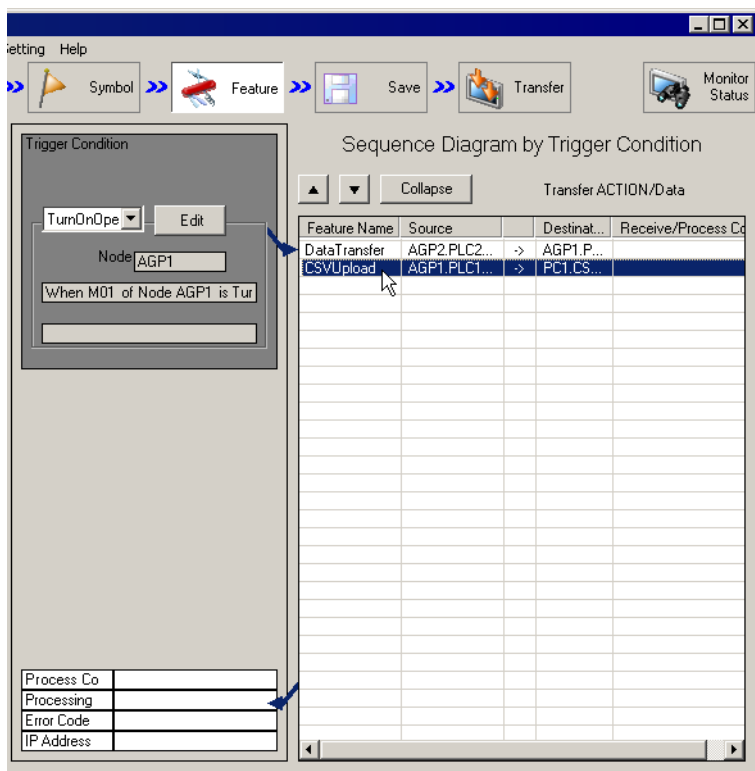 Setting Help
Symbol Feature Save Transfer Monitor Status
Trigger Condition
Sequence Diagram by Trigger Condition
Collapse Transfer ACTION/Data
TurnOnOpe Edit
Node AGP1
When M01 of Node AGP1 is Tur
Feature Name Source Destinat... Receive/Process Co
DataTransfer AGP2.PLC2... -> AGP1.P...
CSVUpload AGP1.PLC1... -> PC1.CS...
Process Co
Processing
Error Code
IP Address